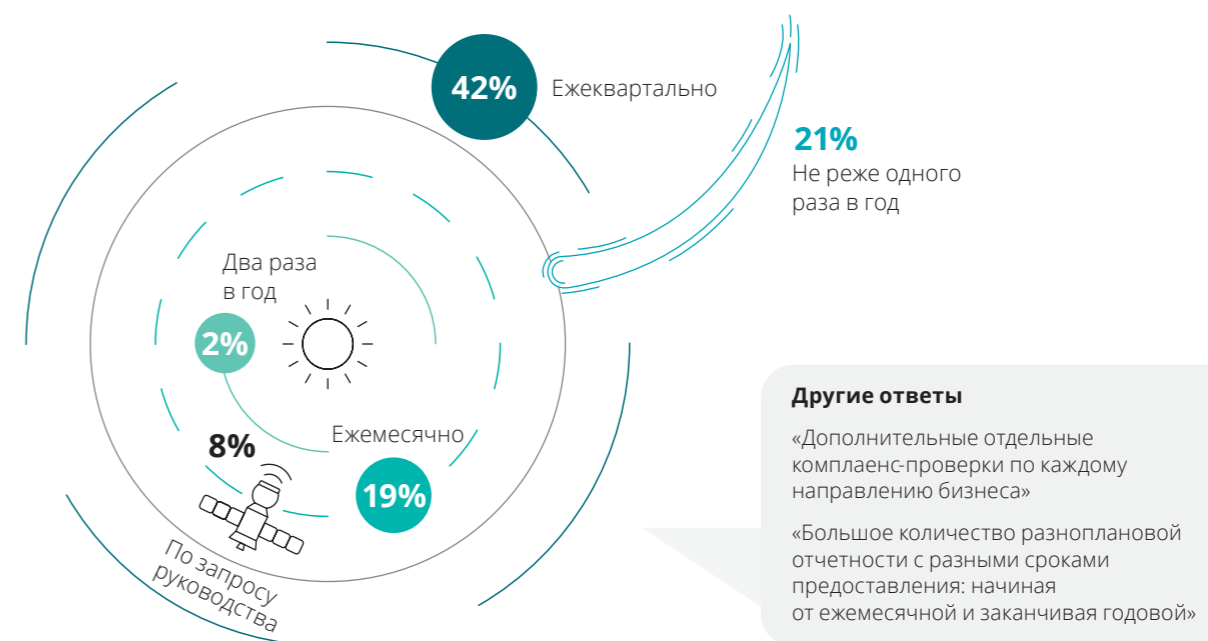 42%
Ежеквартально
21%
Не реже одного
раза в год
Два раза
в год
2%
8%
Ежемесячно
19%
По запросу
руководства
Другие ответы
«Дополнительные отдельные
комплаенс-проверки по каждому
направлению бизнеса»
«Большое количество разноплановой
отчетности с разными сроками
предоставления: начиная
от ежемесячной и заканчивая годовой»